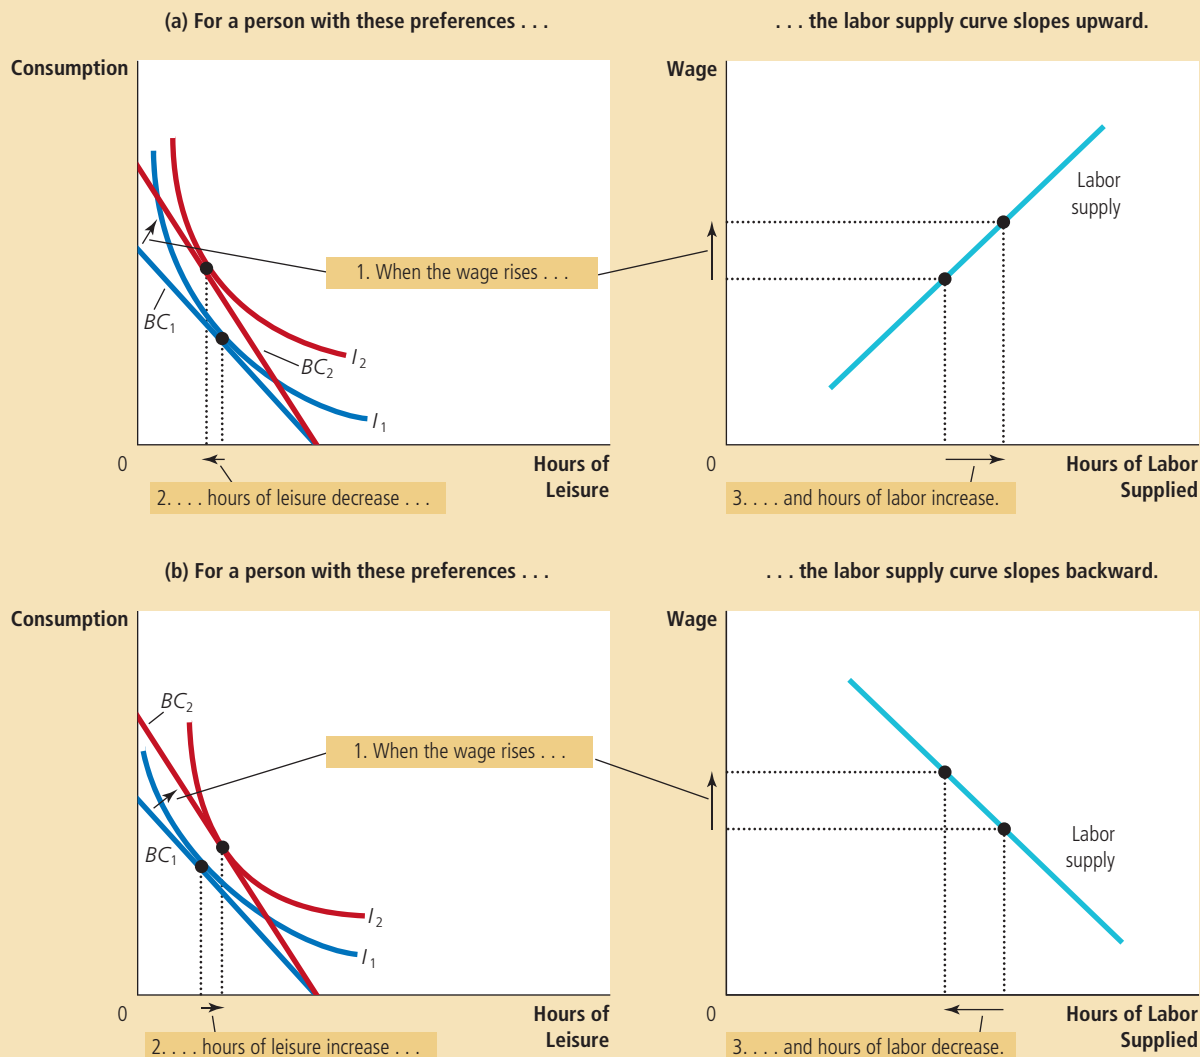 (a) For a person with these preferences . . .
. . . the labor supply curve slopes upward.
Consumption
Wage
Labor
supply
1. When the wage rises . . .
BC1
BC2
I2
I1
0
Hours of
Leisure
2. . . . hours of leisure decrease . . .
0
Hours of Labor
Supplied
3. . . . and hours of labor increase.
(b) For a person with these preferences . . .
. . . the labor supply curve slopes backward.
Consumption
Wage
BC2
1. When the wage rises . . .
BC1
Labor
supply
I2
I1
0
Hours of
Leisure
2. . . . hours of leisure increase . . .
0
Hours of Labor
Supplied
3. . . . and hours of labor decrease.